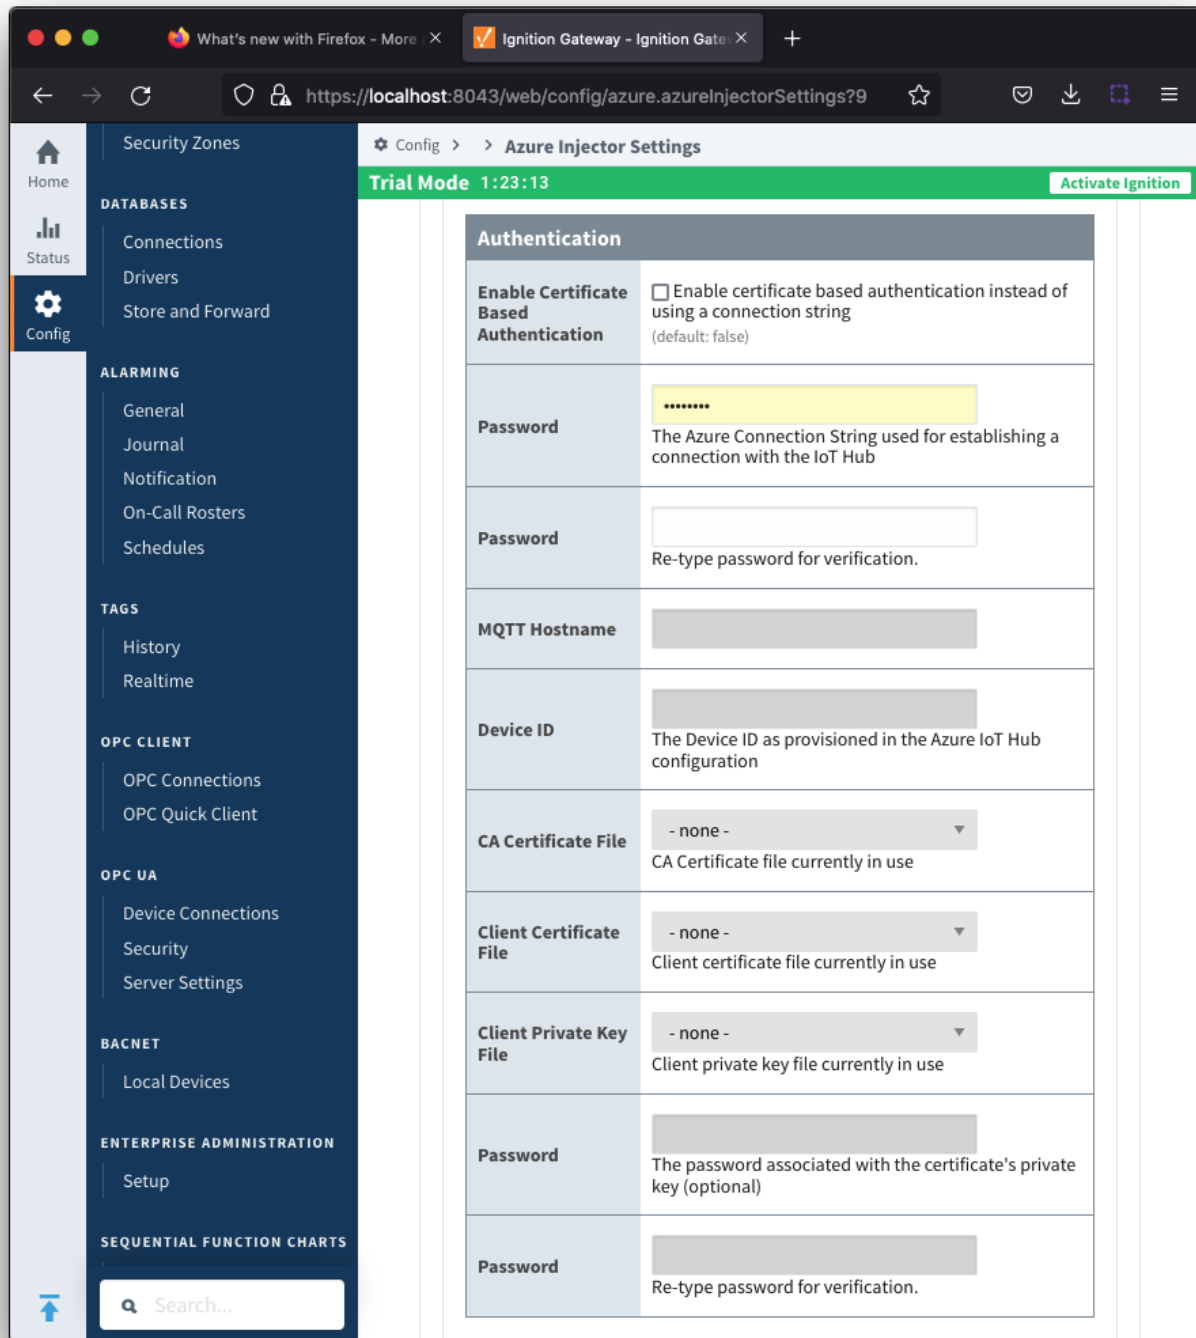 What's new with Firefox - More
Ignition Gateway - Ignition Gate
https://localhost:8043/web/config/azure.azureInjectorSettings?9
Home
Status
Config
Security Zones
DATABASES
Connections
Drivers
Store and Forward
ALARMING
General
Journal
Notification
On-Call Rosters
Schedules
TAGS
History
Realtime
OPC CLIENT
OPC Connections
OPC Quick Client
OPC UA
Device Connections
Security
Server Settings
BACNET
Local Devices
ENTERPRISE ADMINISTRATION
Setup
SEQUENTIAL FUNCTION CHARTS
Search...
Config > > Azure Injector Settings
Trial Mode 1:23:13
Activate Ignition
Authentication
Enable Certificate
Based
Authentication
Enable certificate based authentication instead of
using a connection string
(default: false)
Password
••••••••
The Azure Connection String used for establishing a
connection with the IoT Hub
Password
Re-type password for verification.
MQTT Hostname
Device ID
The Device ID as provisioned in the Azure IoT Hub
configuration
CA Certificate File
- none -
CA Certificate file currently in use
Client Certificate
File
- none -
Client certificate file currently in use
Client Private Key
File
- none -
Client private key file currently in use
Password
The password associated with the certificate's private
key (optional)
Password
Re-type password for verification.